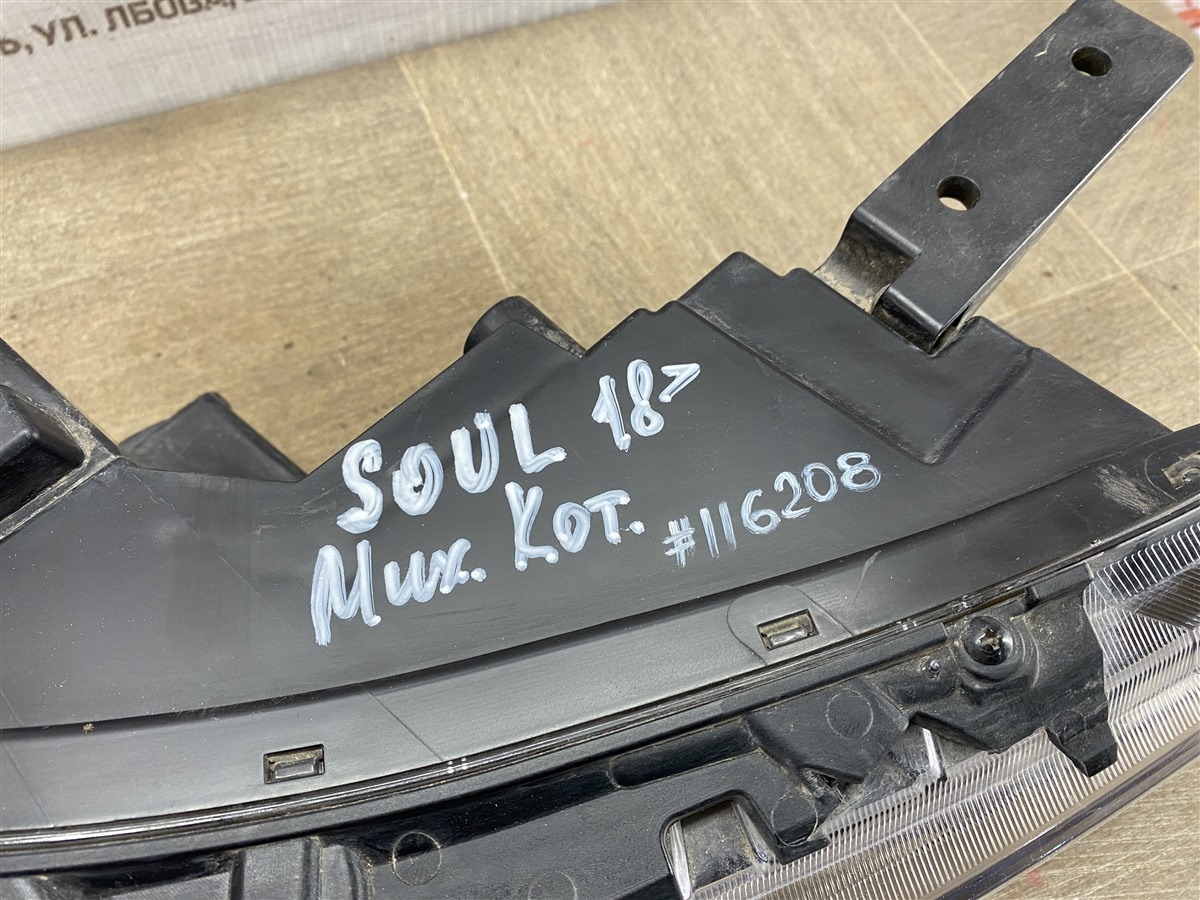 Ь, УЛ. ЛБОВА,
SOUL 18>
Мих. Кот. #116208